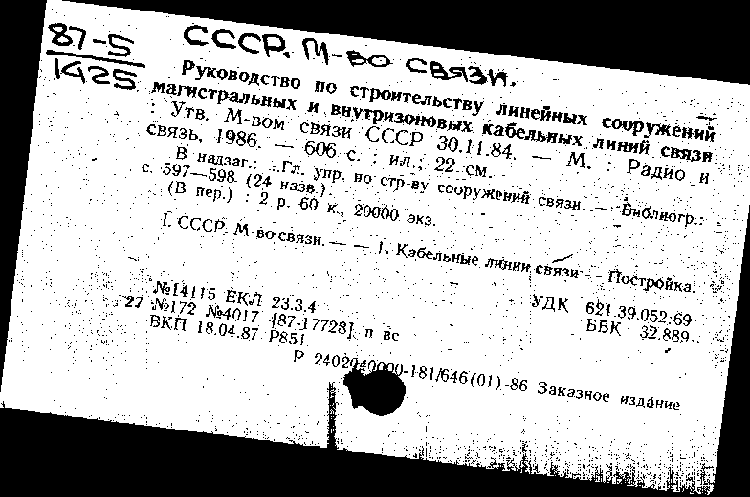 87-5
1425
СССР. М-во связи.
Руководство по строительству линейных сооружений
магистральных и внутризоновых кабельных линий связи
: Утв. М-вом связи СССР 30.11.84. — М. : Радио и
связь, 1986. — 606 с. : ил.; 22 см.
В надзаг.: Гл. упр. по стр-ву сооружений связи. — Библиогр.:
с. 597—598 (24 назв.)
(В пер.) : 2 р. 60 к., 20000 экз.
I. СССР. М-во связи. — — 1. Кабельные линии связи — Постройка.
УДК 621.39.052.69
ББК 32.889
№14115 ЕКЛ 23.3.4
27 №172 №4017 [87-17728] п вс
ВКП 18.04.87 Р851
Р 2402040000-181/646(01)-86 Заказное издание